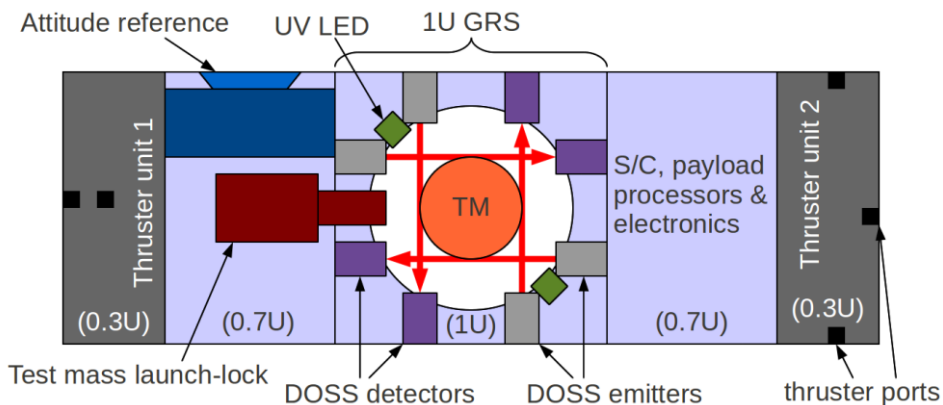 Attitude reference
UV LED
1U GRS
Thruster unit 1
TM
S/C, payload
processors &
electronics
Thruster unit 2
(0.3U)
(0.7U)
(1U)
(0.7U)
(0.3U)
Test mass launch-lock
DOSS detectors
DOSS emitters
thruster ports